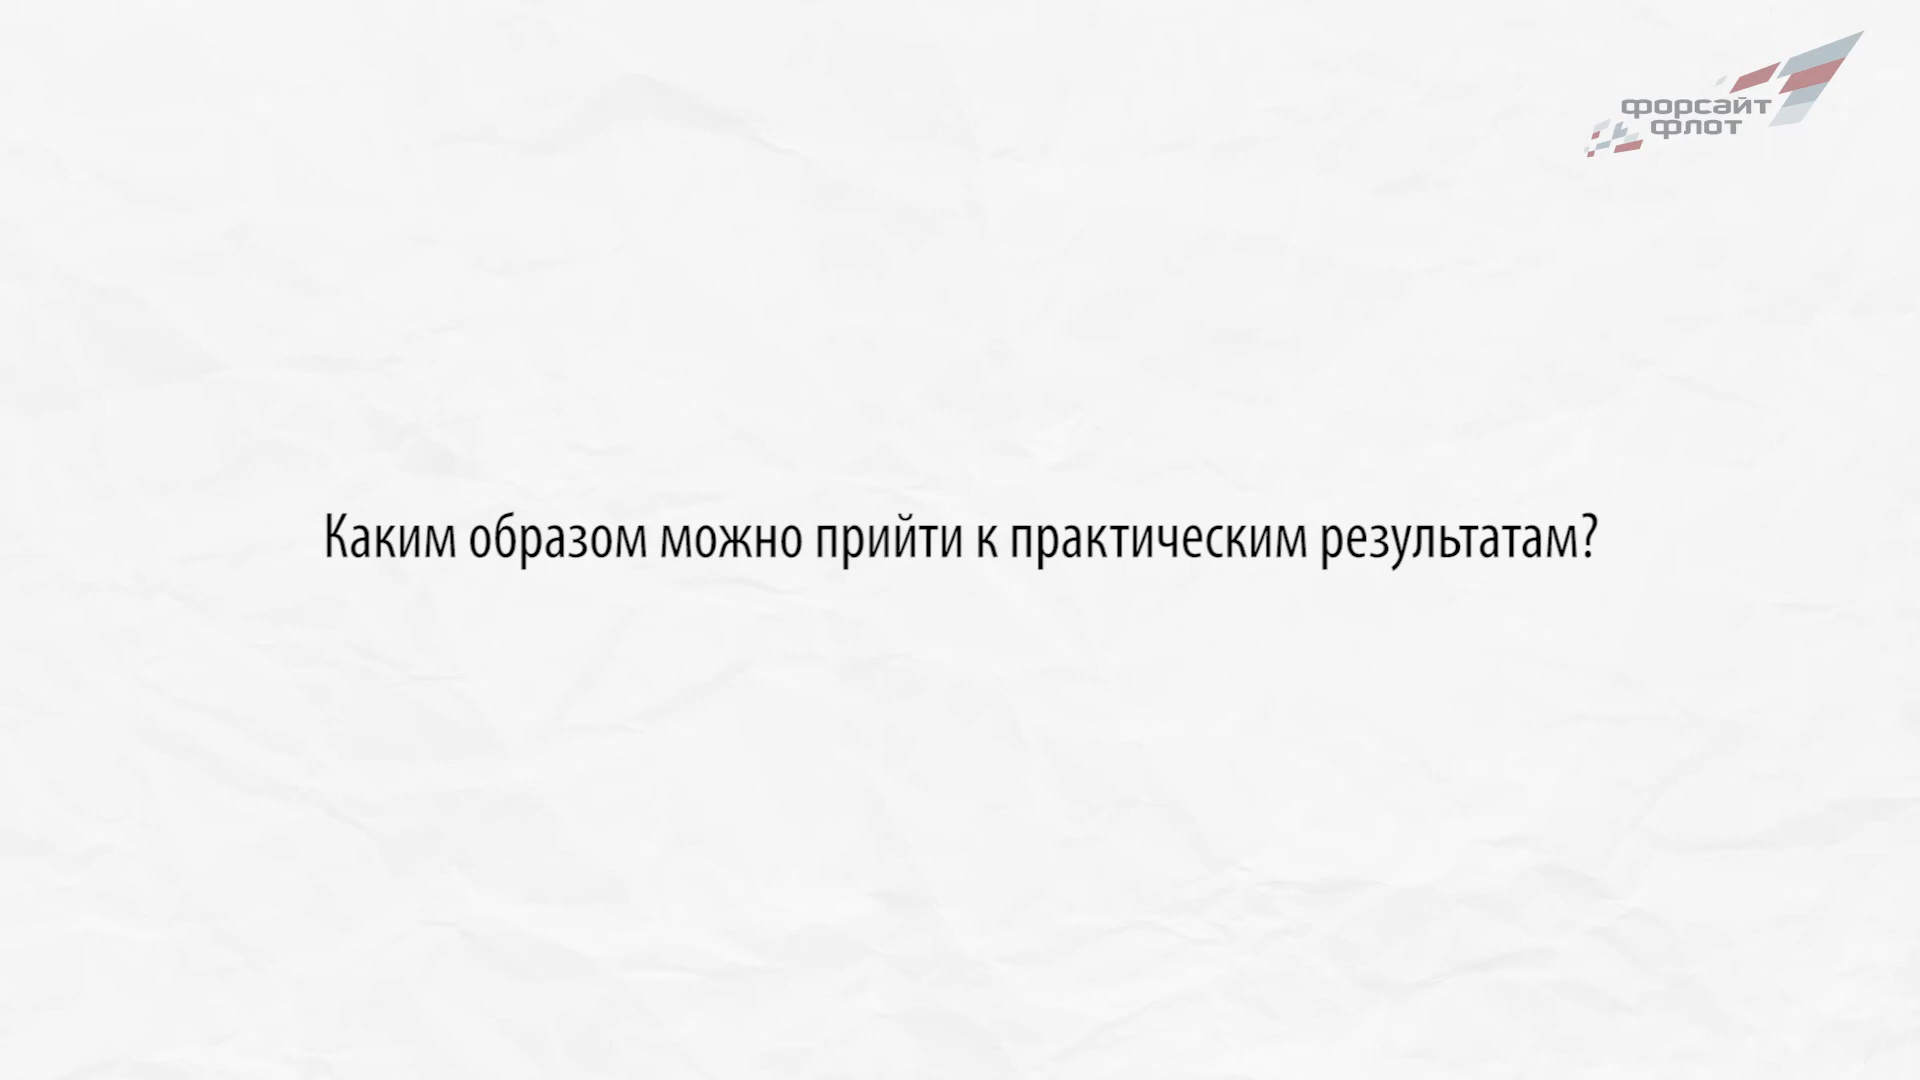 форсайт
флот
Каким образом можно прийти к практическим результатам?